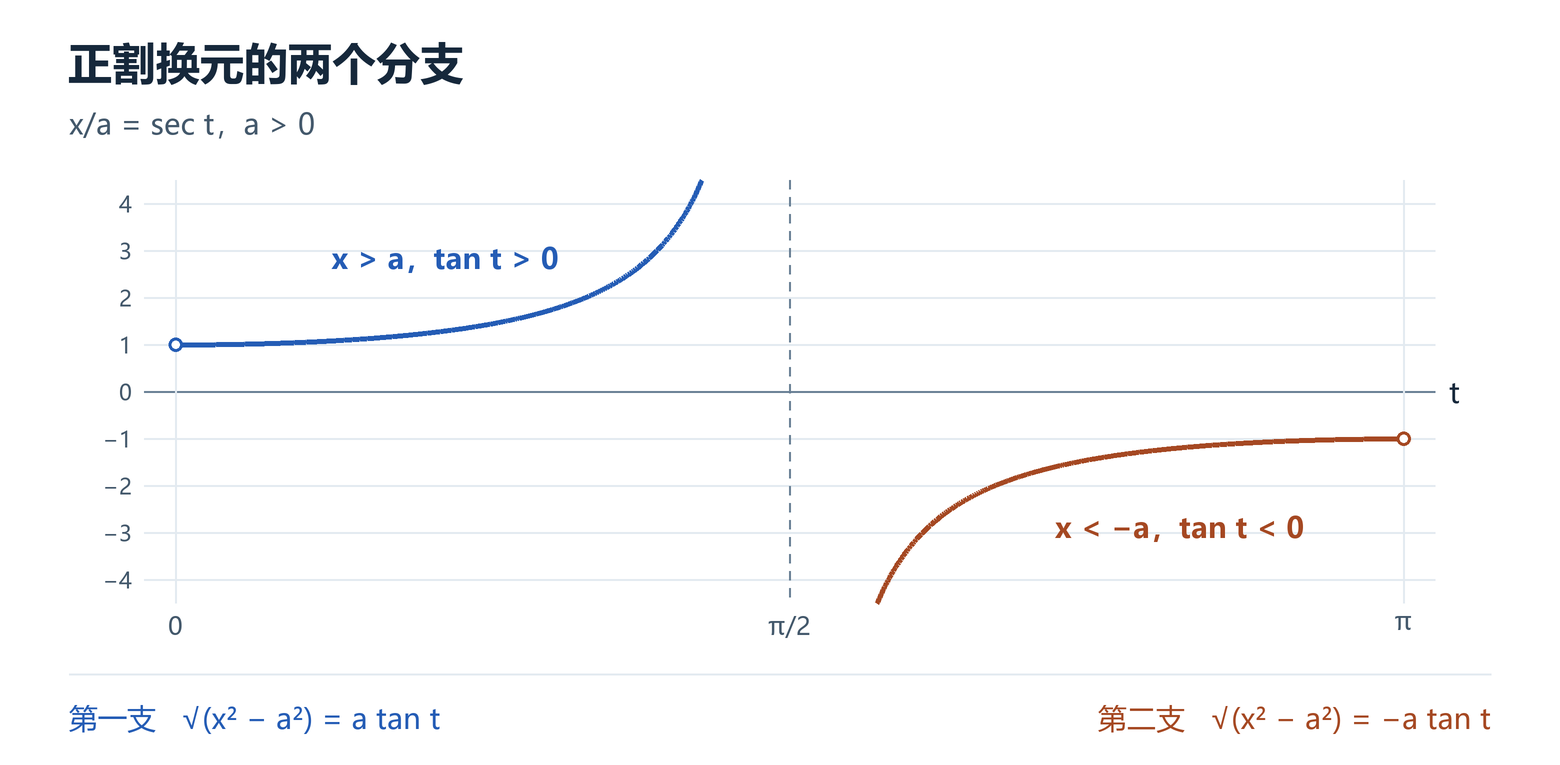 正割换元的两个分支
x/a = sec t，a > 0
4
3
x > a，tan t > 0
2
1
0
t
−1
−2
−3
x < −a，tan t < 0
−4
0
π/2
π
第一支 √(x² − a²) = a tan t
第二支 √(x² − a²) = −a tan t